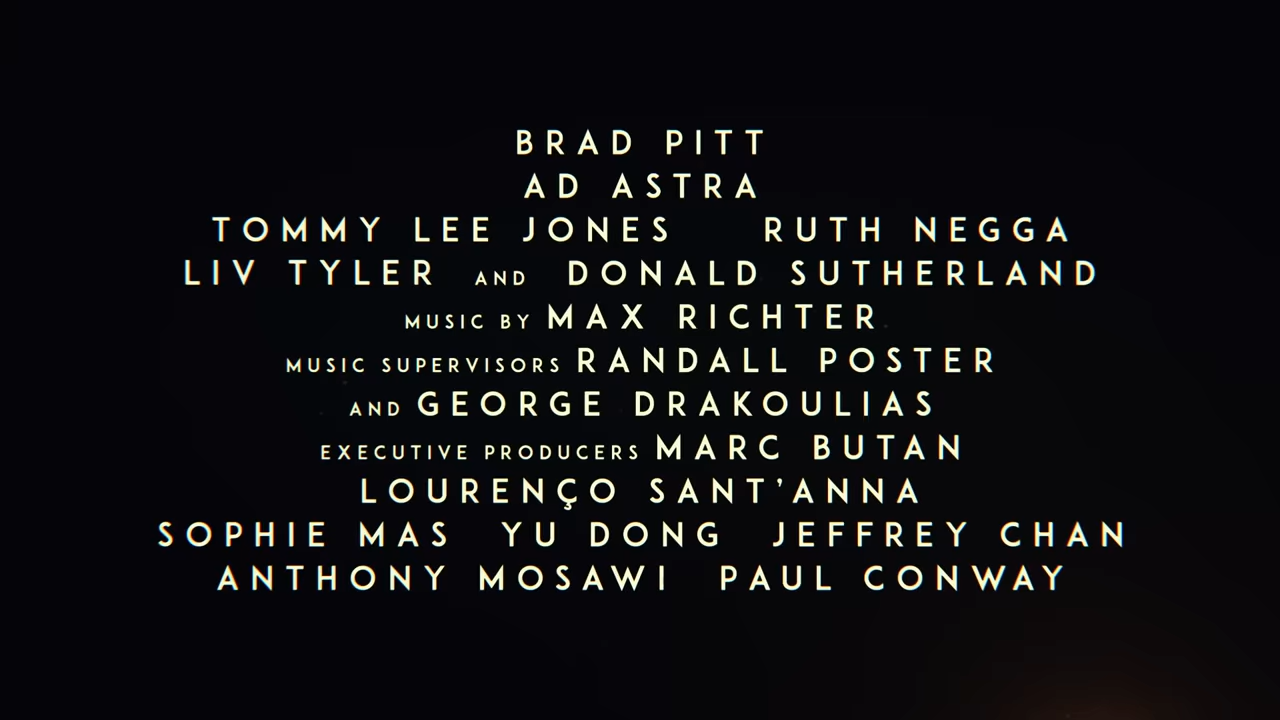 BRAD PITT
AD ASTRA
TOMMY LEE JONES RUTH NEGGA
LIV TYLER AND DONALD SUTHERLAND
MUSIC BY MAX RICHTER
MUSIC SUPERVISORS RANDALL POSTER
AND GEORGE DRAKOULIAS
EXECUTIVE PRODUCERS MARC BUTAN
LOURENÇO SANT'ANNA
SOPHIE MAS YU DONG JEFFREY CHAN
ANTHONY MOSAWI PAUL CONWAY